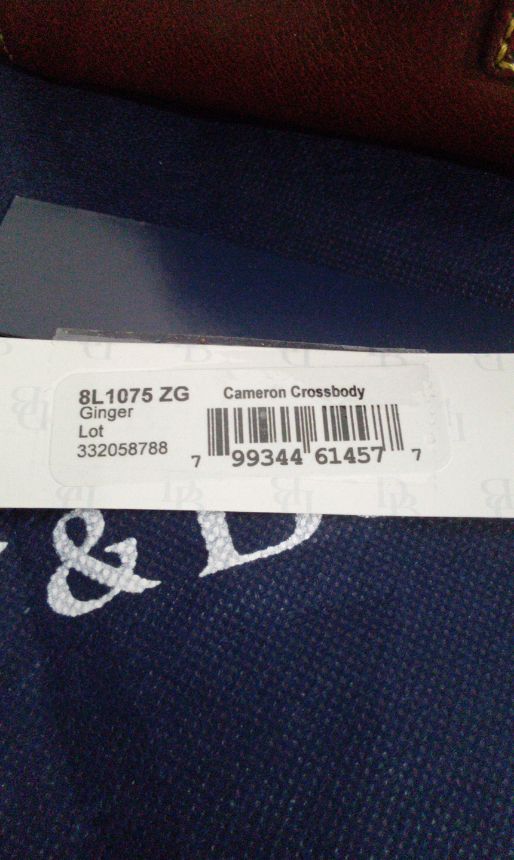 8L1075 ZG
Cameron Crossbody
Ginger
Lot
332058788
7 99344 61457 7
& B